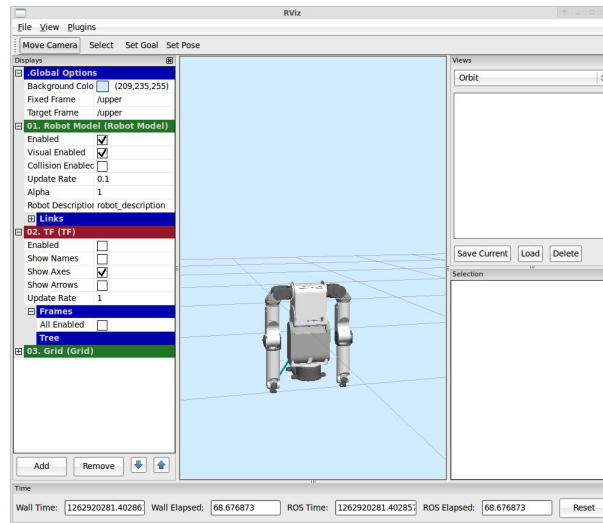 RViz
File View Plugins
Move Camera Select Set Goal Set Pose
Displays
.Global Options
Background Colo (209,235,255)
Fixed Frame /upper
Target Frame /upper
01. Robot Model (Robot Model)
Enabled
Visual Enabled
Collision Enablec
Update Rate 0.1
Alpha 1
Robot Description robot_description
Links
02. TF (TF)
Enabled
Show Names
Show Axes
Show Arrows
Update Rate 1
Frames
All Enabled
Tree
03. Grid (Grid)
Add Remove
Views
Orbit
Save Current Load Delete
Selection
Time
Wall Time: 1262920281.40286 Wall Elapsed: 68.676873 ROS Time: 1262920281.402857 ROS Elapsed: 68.676873 Reset